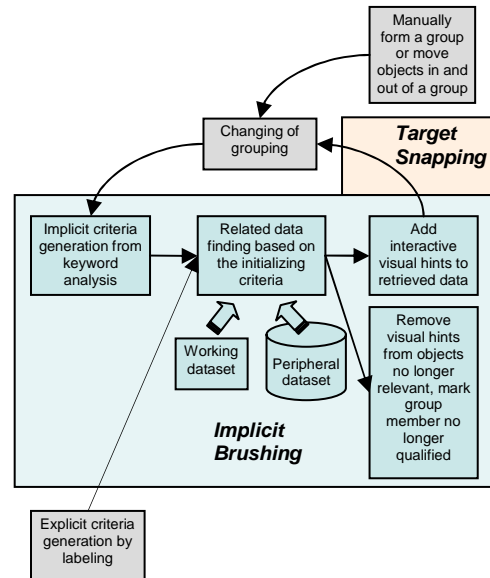 Manually
form a group
or move
objects in and
out of a group
Changing of
grouping
Target
Snapping
Implicit criteria
generation from
keyword
analysis
Related data
finding based on
the initializing
criteria
Add
interactive
visual hints to
retrieved data
Working
dataset
Peripheral
dataset
Remove
visual hints
from objects
no longer
relevant, mark
group
member no
longer
qualified
Implicit
Brushing
Explicit criteria
generation by
labeling